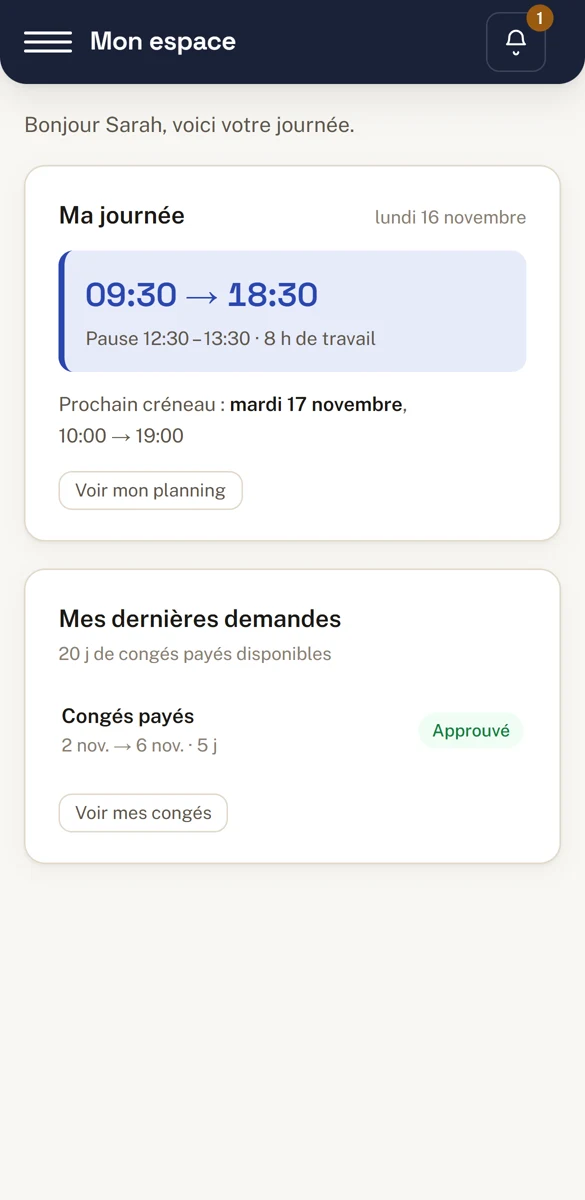 Mon espace
1
Bonjour Sarah, voici votre journée.
Ma journée
lundi 16 novembre
09:30 → 18:30
Pause 12:30–13:30 · 8 h de travail
Prochain créneau : mardi 17 novembre,
10:00 → 19:00
Voir mon planning
Mes dernières demandes
20 j de congés payés disponibles
Congés payés
2 nov. → 6 nov. · 5 j
Approuvé
Voir mes congés